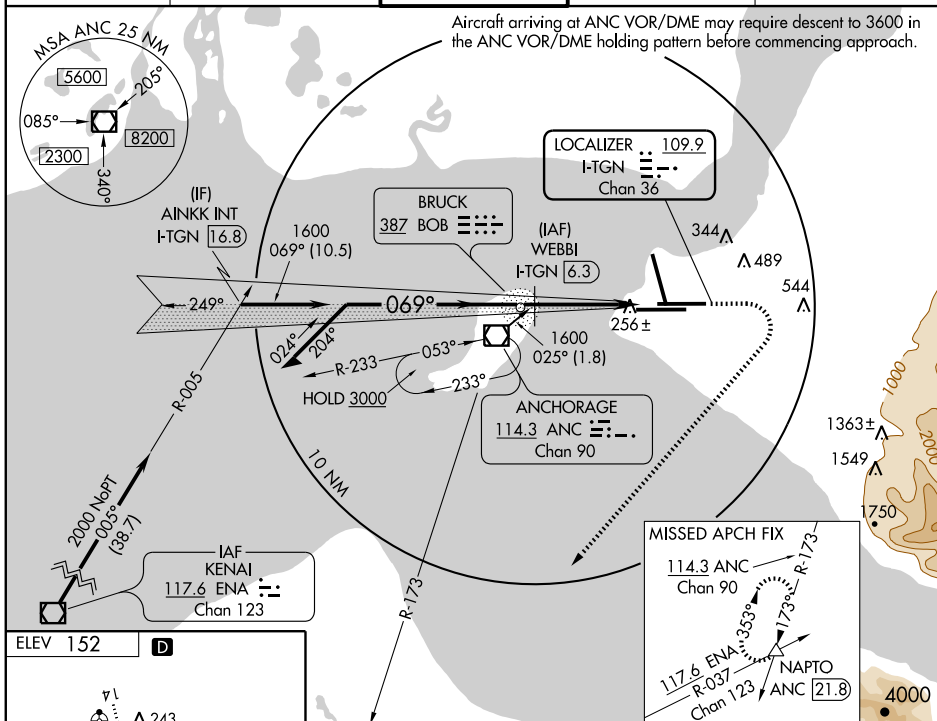 Aircraft arriving at ANC VOR/DME may require descent to 3600 in
the ANC VOR/DME holding pattern before commencing approach.
MSA ANC 25 NM
5600
205°
085°
8200
2300
340°
LOCALIZER 109.9
I-TGN
Chan 36
(IF)
AINKK INT
I-TGN 16.8
1600
069° (10.5)
BRUCK
387 BOB
(IAF)
WEBBI
I-TGN 6.3
344
489
544
249°
069°
256 ±
024°
204°
R-233
053°
1600
025° (1.8)
HOLD 3000
233°
ANCHORAGE
114.3 ANC
Chan 90
R-005
10 NM
1000
2000
1363±
1549
1750
2000 NoPT
005°
(38.7)
IAF
KENAI
117.6 ENA
Chan 123
R-173
MISSED APCH FIX
114.3 ANC
Chan 90
R-173
353°
173°
117.6 ENA
R-037
Chan 123
NAPTO
ANC 21.8
4000
ELEV 152
D
14
243